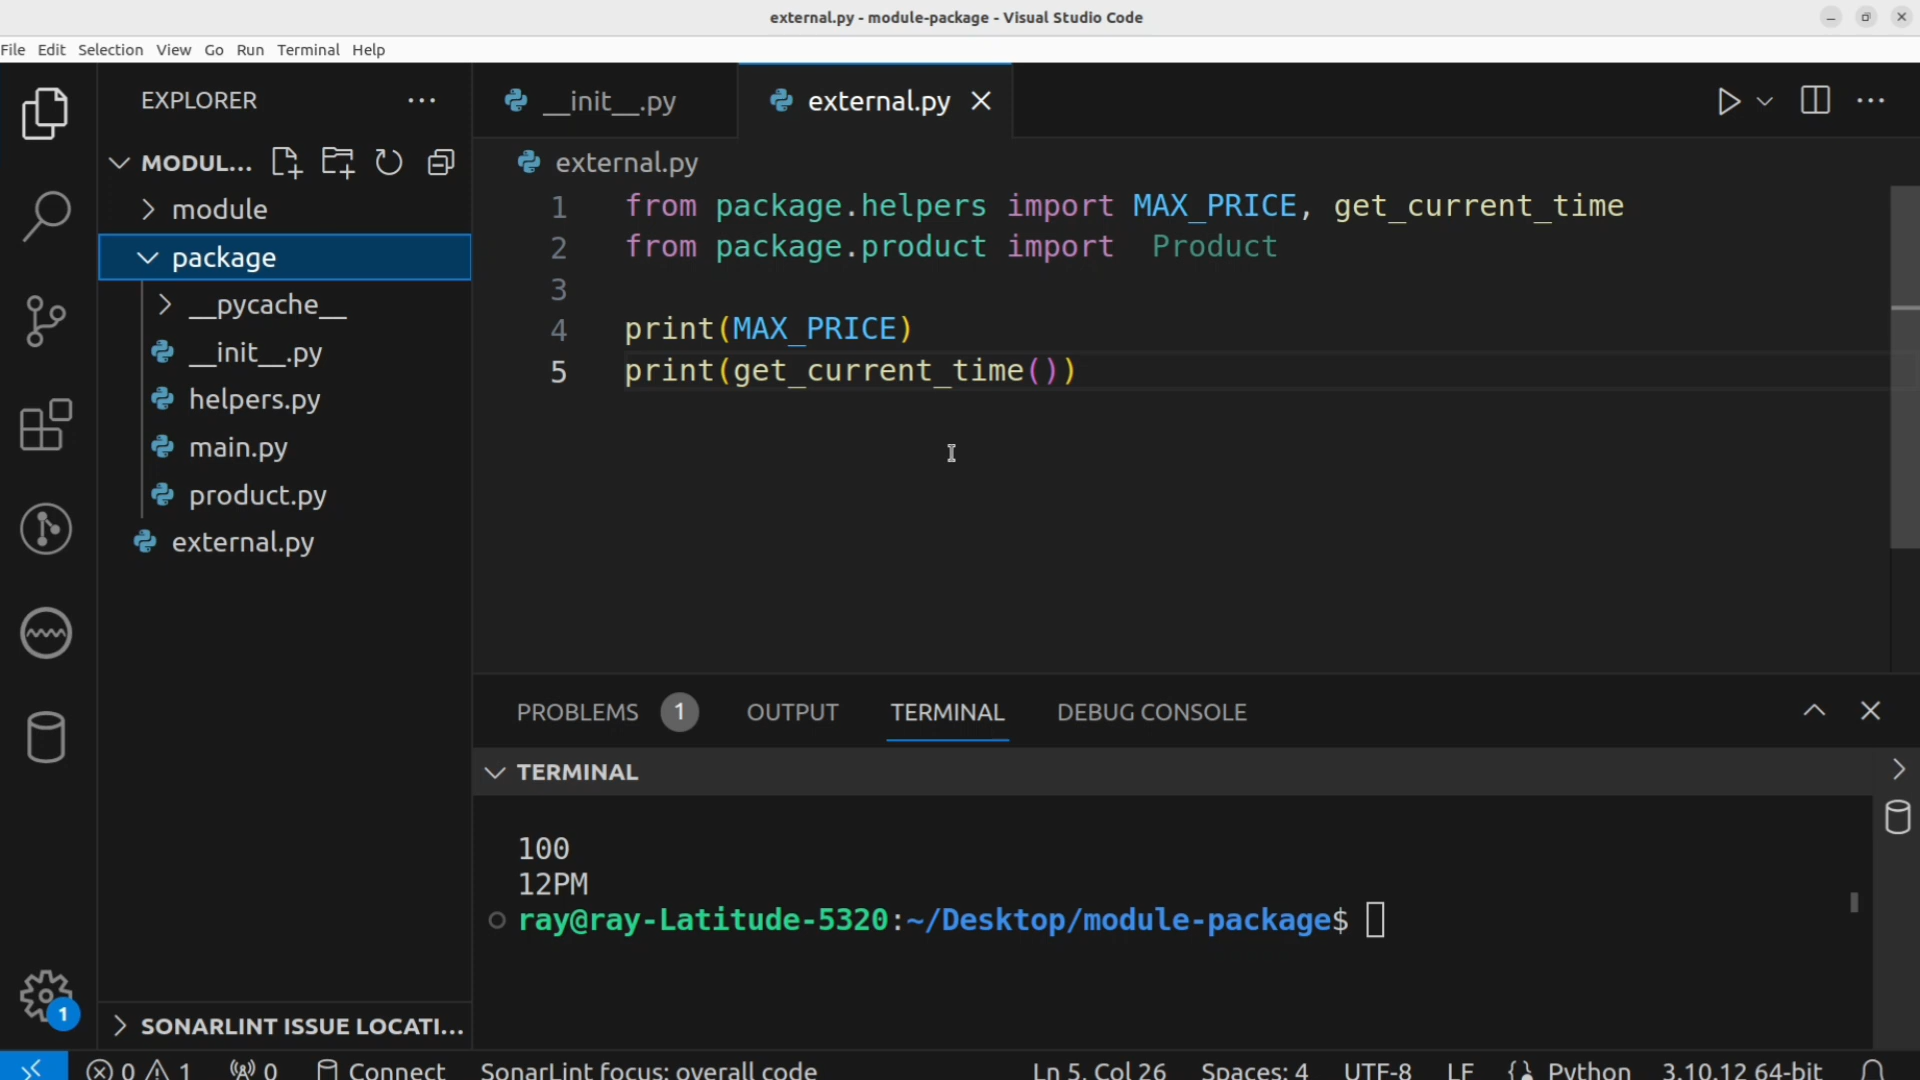 external.py - module-package - Visual Studio Code
File Edit Selection View Go Run Terminal Help
EXPLORER
MODUL...
module
package
__pycache__
__init__.py
helpers.py
main.py
product.py
external.py
SONARLINT ISSUE LOCATI...
__init__.py
external.py
external.py
1 from package.helpers import MAX_PRICE, get_current_time
2 from package.product import  Product
3
4 print(MAX_PRICE)
5 print(get_current_time())
PROBLEMS 1 OUTPUT TERMINAL DEBUG CONSOLE
TERMINAL
100
12PM
ray@ray-Latitude-5320:~/Desktop/module-package$
1
0 1 0 Connect SonarLint focus: overall code Ln 5, Col 26 Spaces: 4 UTF-8 LF Python 3.10.12 64-bit